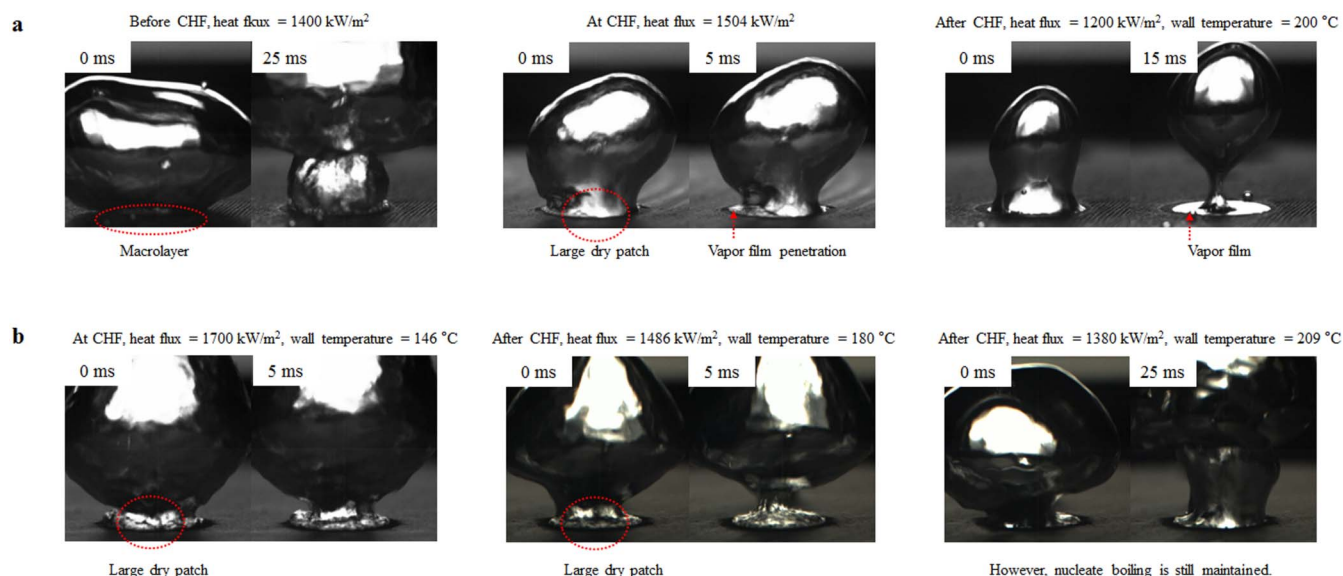 a
Before CHF, heat fkux = 1400 kW/m²
At CHF, heat flux = 1504 kW/m²
After CHF, heat flux = 1200 kW/m², wall temperature = 200 °C
0 ms
25 ms
0 ms
5 ms
0 ms
15 ms
Macrolayer
Large dry patch
Vapor film penetration
Vapor film
b
At CHF, heat flux = 1700 kW/m², wall temperature = 146 °C
After CHF, heat flux = 1486 kW/m², wall temperature = 180 °C
After CHF, heat flux = 1380 kW/m², wall temperature = 209 °C
0 ms
5 ms
0 ms
5 ms
0 ms
25 ms
Large dry patch
Large dry patch
However, nucleate boiling is still maintained.